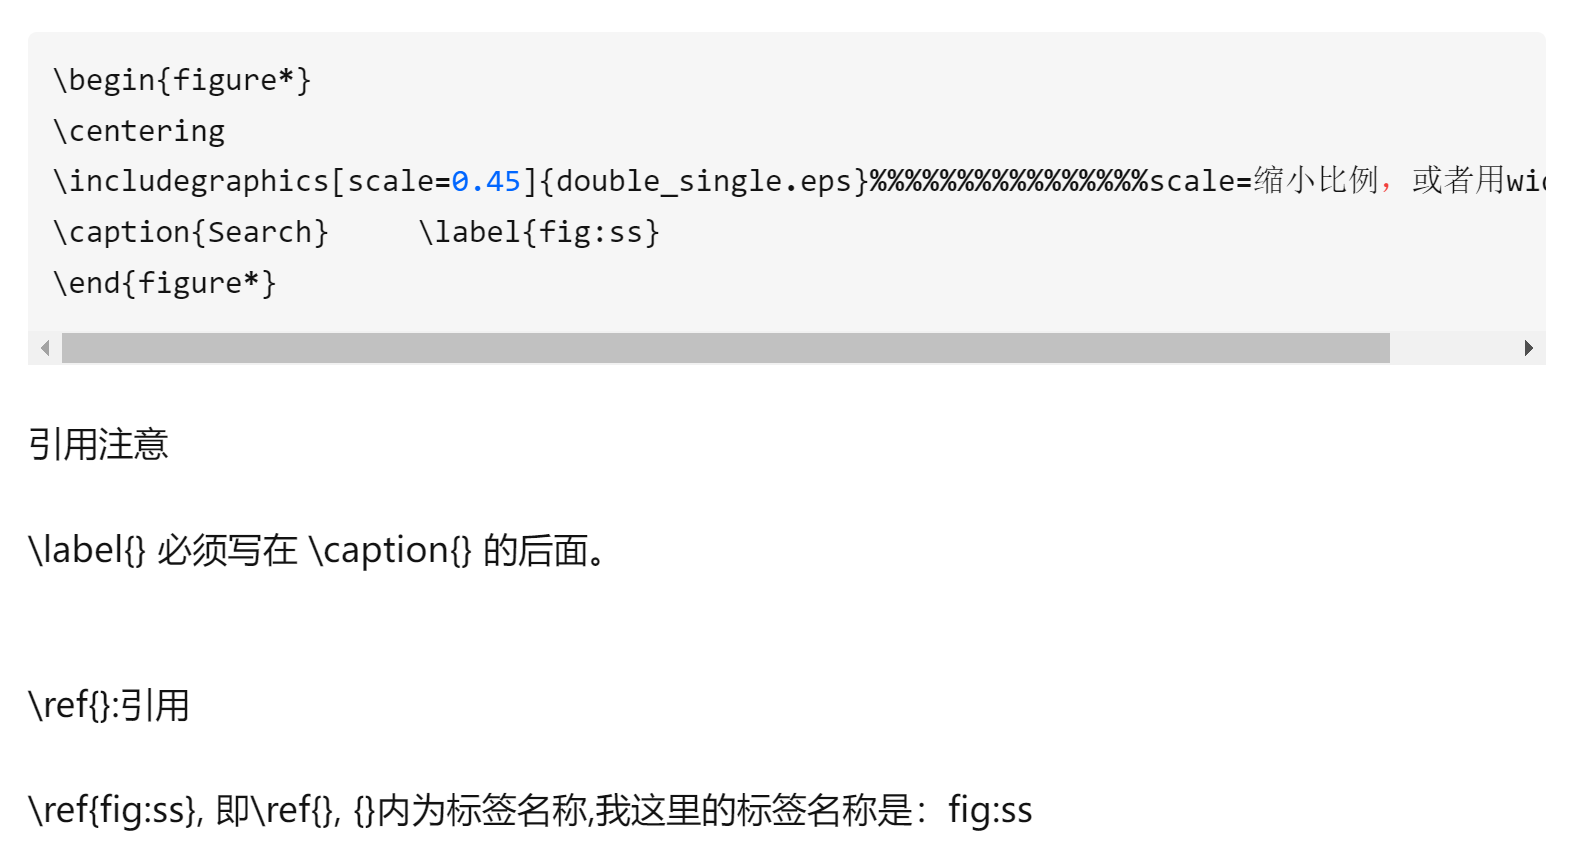 \begin{figure*}
\centering
\includegraphics[scale=0.45]{double_single.eps}%%%%%%%%%%%%%%%%scale=缩小比例，或者用
\caption{Search}     \label{fig:ss}
\end{figure*}
引用注意
\label{} 必须写在 \caption{} 的后面。
\ref{}:引用
\ref{fig:ss}, 即\ref{}, {}内为标签名称,我这里的标签名称是：fig:ss